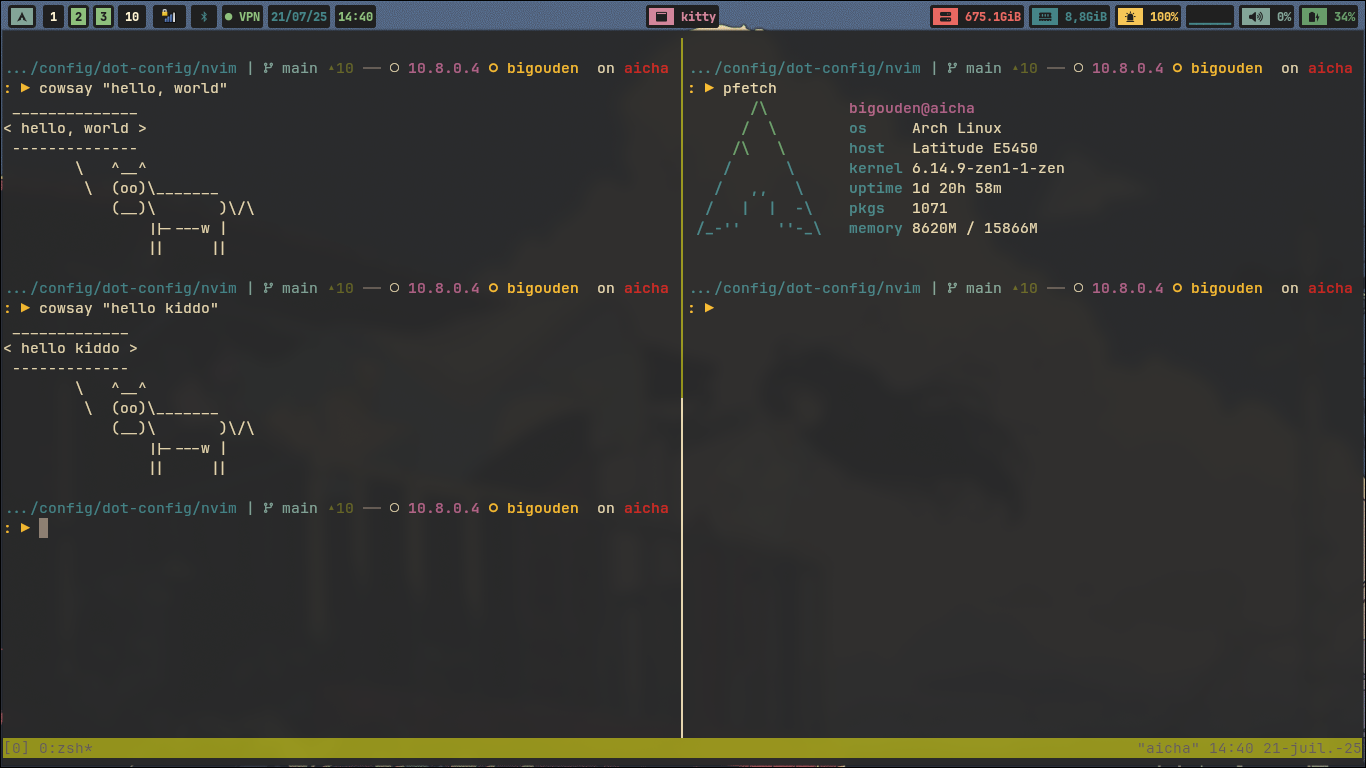 1 2 3 10 VPN 21/07/25 14:40 kitty 675.1GiB 8,8GiB 100% 0% 34%
.../config/dot-config/nvim | main ▴10 ── ○ 10.8.0.4 ○ bigouden on aicha
: ► cowsay "hello, world"
 ______________
< hello, world >
 --------------
        \   ^__^
         \  (oo)\_______
            (__)\       )\/\
                ||----w |
                ||     ||
.../config/dot-config/nvim | main ▴10 ── ○ 10.8.0.4 ○ bigouden on aicha
: ► cowsay "hello kiddo"
 _____________
< hello kiddo >
 -------------
        \   ^__^
         \  (oo)\_______
            (__)\       )\/\
                ||----w |
                ||     ||
.../config/dot-config/nvim | main ▴10 ── ○ 10.8.0.4 ○ bigouden on aicha
: ►
.../config/dot-config/nvim | main ▴10 ── ○ 10.8.0.4 ○ bigouden on aicha
: ► pfetch
       /\        bigouden@aicha
      /  \       os     Arch Linux
     /\   \      host   Latitude E5450
    /      \     kernel 6.14.9-zen1-1-zen
   /   ,,   \    uptime 1d 20h 58m
  /   |  |  -\   pkgs   1071
 /_-''    ''-_\  memory 8620M / 15866M
.../config/dot-config/nvim | main ▴10 ── ○ 10.8.0.4 ○ bigouden on aicha
: ►
[0] 0:zsh* "aicha" 14:40 21-juil.-25